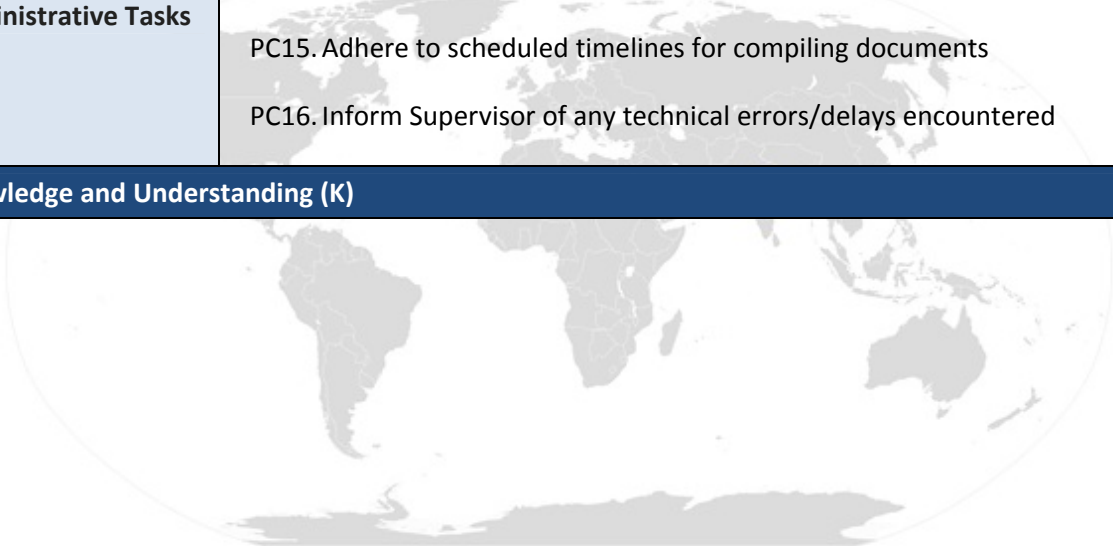 inistrative Tasks
PC15. Adhere to scheduled timelines for compiling documents
PC16. Inform Supervisor of any technical errors/delays encountered
vledge and Understanding (K)